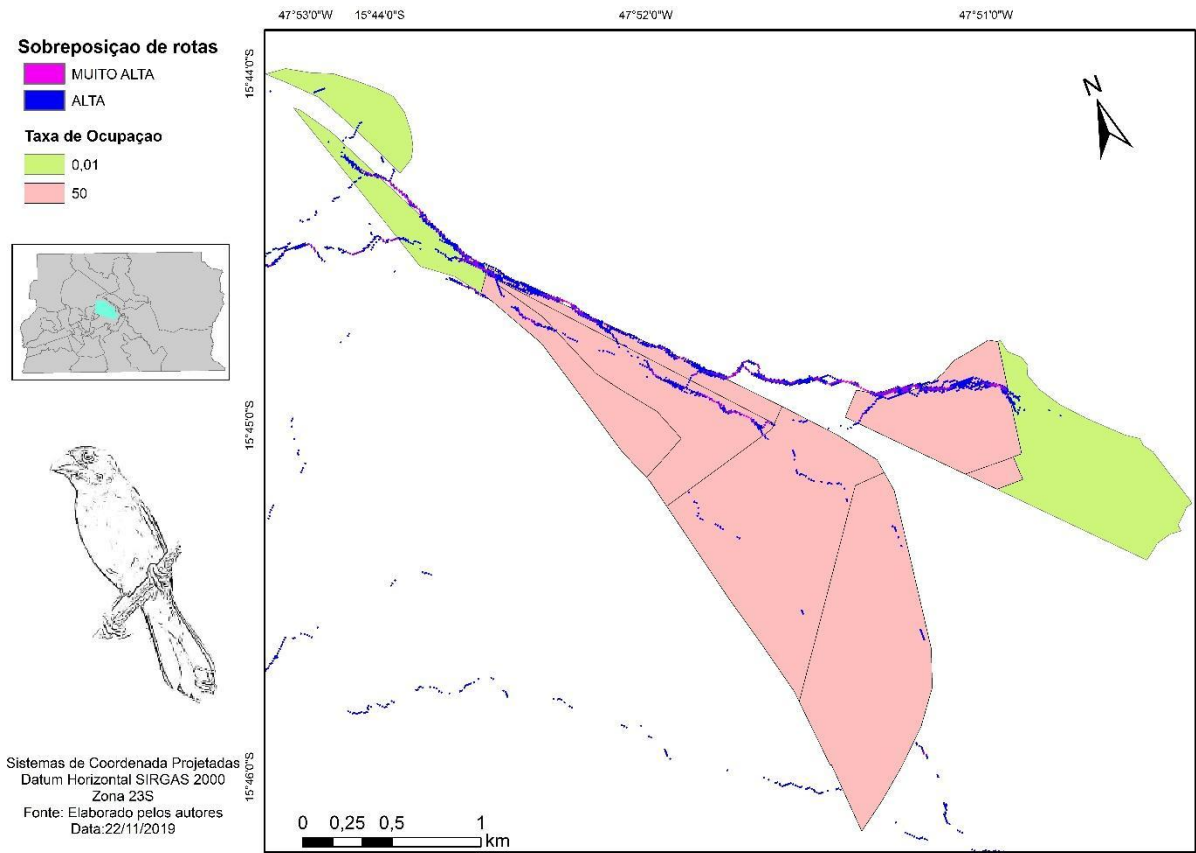 47°53'0"W
15°44'0"S
47°52'0"W
47°51'0"W
Sobreposiçao de rotas
MUITO ALTA
ALTA
Taxa de Ocupaçao
0,01
50
15°44'0"S
15°45'0"S
15°46'0"S
N
Sistemas de Coordenada Projetadas
Datum Horizontal SIRGAS 2000
Zona 23S
Fonte: Elaborado pelos autores
Data:22/11/2019
0 0,25 0,5 1
km